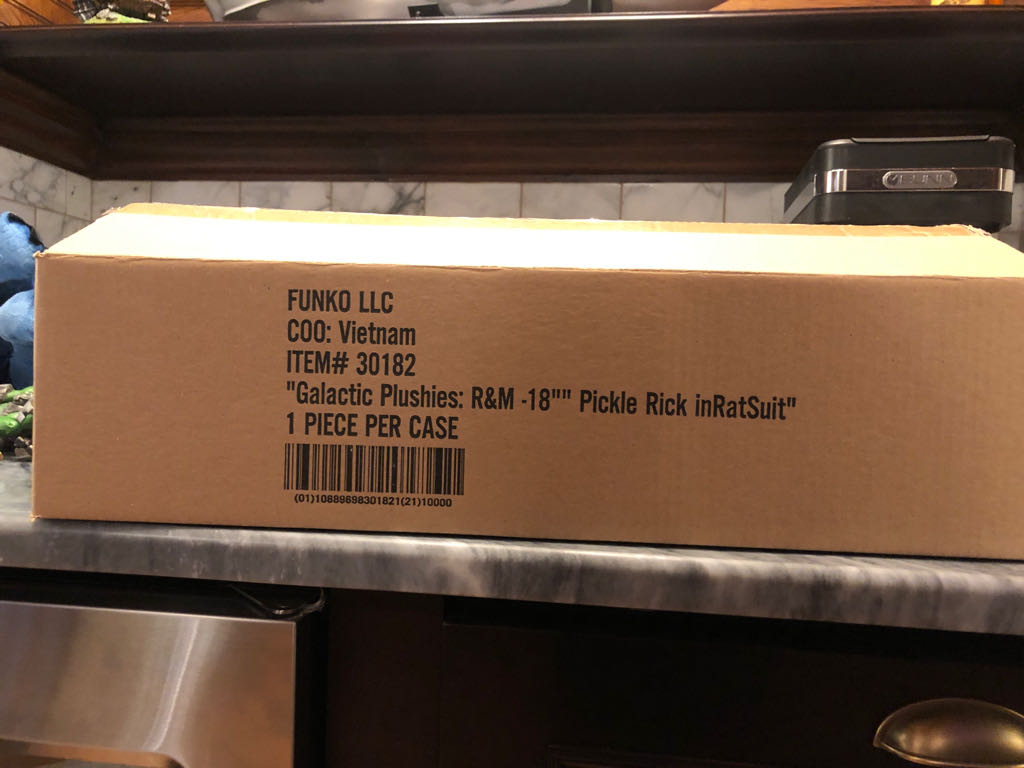 FUNKO LLC
COO: Vietnam
ITEM# 30182
"Galactic Plushies: R&M -18"" Pickle Rick inRatSuit"
1 PIECE PER CASE
(01)10889698301821(21)10000